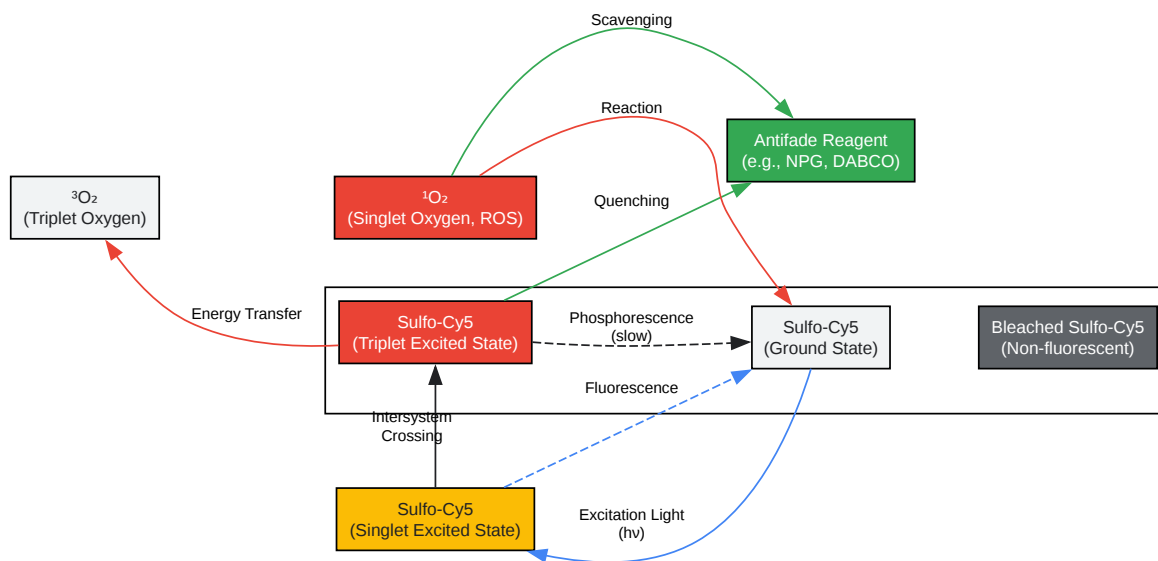 Scavenging
Reaction
Antifade Reagent
(e.g., NPG, DABCO)
³O₂
(Triplet Oxygen)
¹O₂
(Singlet Oxygen, ROS)
Quenching
Energy Transfer
Sulfo-Cy5
(Triplet Excited State)
Phosphorescence
(slow)
Sulfo-Cy5
(Ground State)
Bleached Sulfo-Cy5
(Non-fluorescent)
Fluorescence
Intersystem
Crossing
Sulfo-Cy5
(Singlet Excited State)
Excitation Light
(hν)